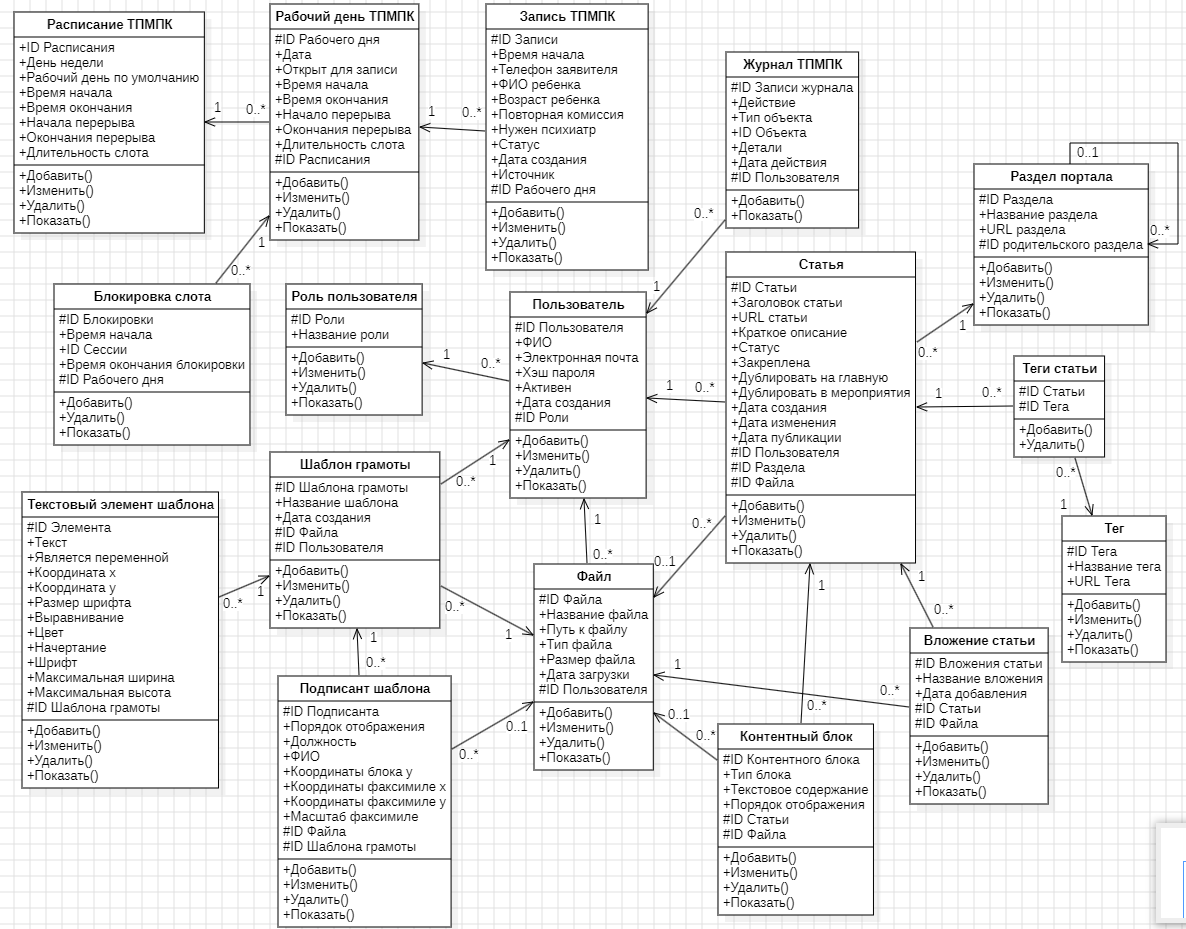 Расписание ТПМПК
+ID Расписания
+День недели
+Рабочий день по умолчанию
+Время начала
+Время окончания
+Начала перерыва
+Окончания перерыва
+Длительность слота
+Добавить()
+Изменить()
+Удалить()
+Показать()
1
0..*
Рабочий день ТПМПК
#ID Рабочего дня
+Дата
+Открыт для записи
+Время начала
+Время окончания
+Начало перерыва
+Окончания перерыва
+Длительность слота
#ID Расписания
+Добавить()
+Изменить()
+Удалить()
+Показать()
1
0..*
Запись ТПМПК
#ID Записи
+Время начала
+Телефон заявителя
+ФИО ребенка
+Возраст ребенка
+Повторная комиссия
+Нужен психиатр
+Статус
+Дата создания
+Источник
#ID Рабочего дня
+Добавить()
+Изменить()
+Удалить()
+Показать()
Журнал ТПМПК
#ID Записи журнала
+Действие
+Тип объекта
+ID Объекта
+Детали
+Дата действия
#ID Пользователя
+Добавить()
+Показать()
0..*
1
0..1
Раздел портала
#ID Раздела
+Название раздела
+URL раздела
#ID родительского раздела
+Добавить()
+Изменить()
+Удалить()
+Показать()
0..*
1
0..*
Блокировка слота
#ID Блокировки
+Время начала
+ID Сессии
+Время окончания блокировки
#ID Рабочего дня
+Добавить()
+Удалить()
+Показать()
Роль пользователя
#ID Роли
+Название роли
+Добавить()
+Изменить()
+Удалить()
+Показать()
1
0..*
Пользователь
#ID Пользователя
+ФИО
+Электронная почта
+Хэш пароля
+Активен
+Дата создания
#ID Роли
+Добавить()
+Изменить()
+Удалить()
+Показать()
1
0..*
Статья
#ID Статьи
+Заголовок статьи
+URL статьи
+Краткое описание
+Статус
+Закреплена
+Дублировать на главную
+Дублировать в мероприятия
+Дата создания
+Дата изменения
+Дата публикации
#ID Пользователя
#ID Раздела
#ID Файла
+Добавить()
+Изменить()
+Удалить()
+Показать()
1
0..*
1
0..*
Теги статьи
#ID Статьи
#ID Тега
+Добавить()
+Удалить()
0..*
1
Тег
#ID Тега
+Название тега
+URL Тега
+Добавить()
+Изменить()
+Удалить()
+Показать()
Шаблон грамоты
#ID Шаблона грамоты
+Название шаблона
+Дата создания
#ID Файла
#ID Пользователя
+Добавить()
+Изменить()
+Удалить()
+Показать()
1
0..*
0..*
1
Текстовый элемент шаблона
#ID Элемента
+Текст
+Является переменной
+Координата x
+Координата y
+Размер шрифта
+Выравнивание
+Цвет
+Начертание
+Шрифт
+Максимальная ширина
+Максимальная высота
#ID Шаблона грамоты
+Добавить()
+Изменить()
+Удалить()
+Показать()
1
0..*
1
0..*
Файл
#ID Файла
+Название файла
+Путь к файлу
+Тип файла
+Размер файла
+Дата загрузки
#ID Пользователя
+Добавить()
+Изменить()
+Удалить()
+Показать()
1
0..*
0..*
0..1
Подписант шаблона
#ID Подписанта
+Порядок отображения
+Должность
+ФИО
+Координаты блока y
+Координаты факсимиле x
+Координаты факсимиле y
+Масштаб факсимиле
#ID Файла
#ID Шаблона грамоты
+Добавить()
+Изменить()
+Удалить()
+Показать()
0..1
0..*
1
0..*
0..1
0..*
Контентный блок
#ID Контентного блока
+Тип блока
+Текстовое содержание
+Порядок отображения
#ID Статьи
#ID Файла
+Добавить()
+Изменить()
+Удалить()
+Показать()
1
0..*
1
0..*
Вложение статьи
#ID Вложения статьи
+Название вложения
+Дата добавления
#ID Статьи
#ID Файла
+Добавить()
+Изменить()
+Удалить()
+Показать()